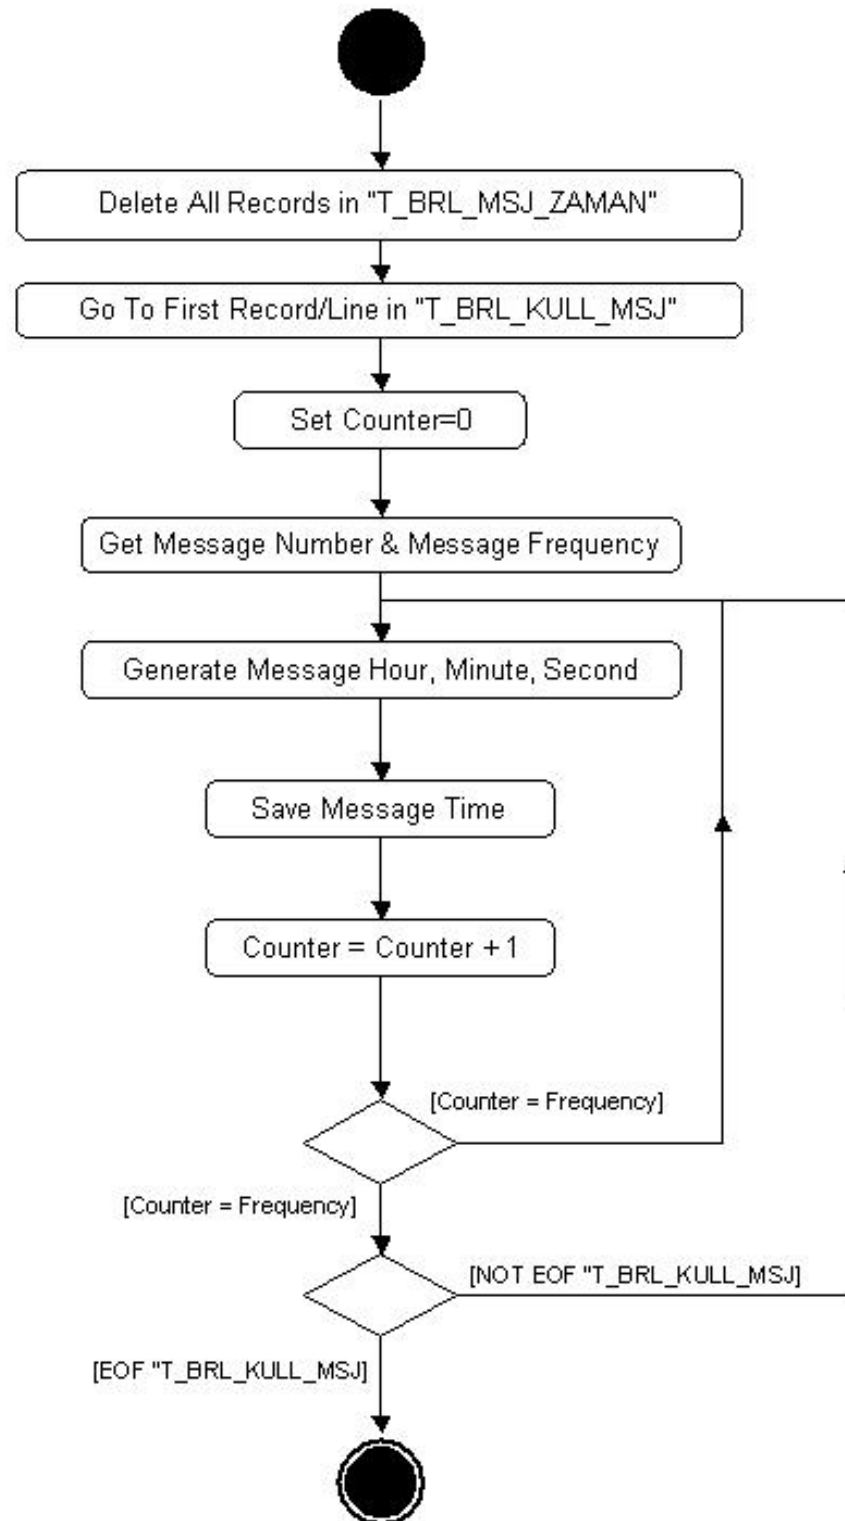 Delete All Records in "T_BRL_MSJ_ZAMAN"
Go To First Record/Line in "T_BRL_KULL_MSJ"
Set Counter=0
Get Message Number & Message Frequency
Generate Message Hour, Minute, Second
Save Message Time
Counter = Counter + 1
[Counter = Frequency]
[Counter = Frequency]
[NOT EOF "T_BRL_KULL_MSJ]
[EOF "T_BRL_KULL_MSJ]